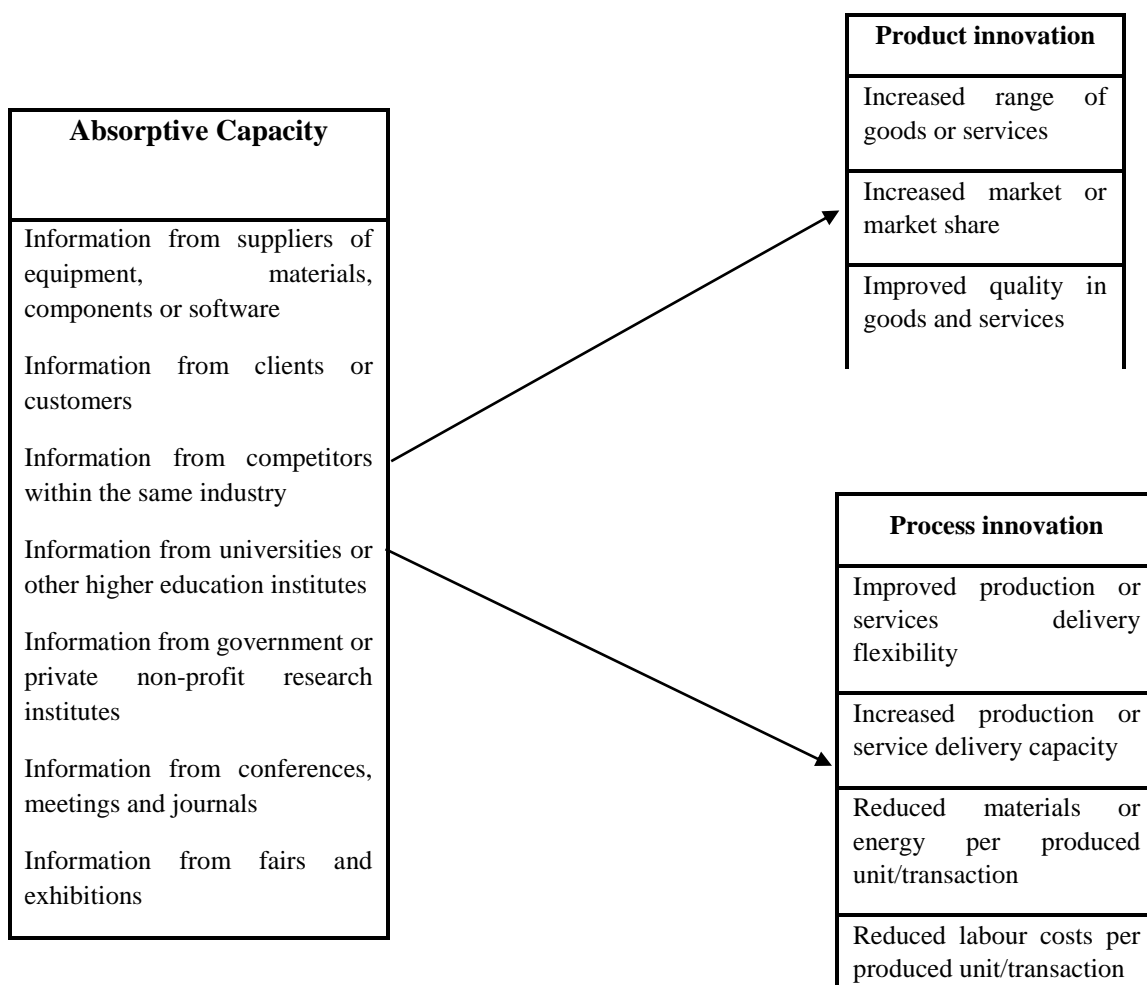 Absorptive Capacity
Information from suppliers of
equipment, materials,
components or software
Information from clients or
customers
Information from competitors
within the same industry
Information from universities or
other higher education institutes
Information from government or
private non-profit research
institutes
Information from conferences,
meetings and journals
Information from fairs and
exhibitions
Product innovation
Increased range of
goods or services
Increased market or
market share
Improved quality in
goods and services
Process innovation
Improved production or
services delivery
flexibility
Increased production or
service delivery capacity
Reduced materials or
energy per produced
unit/transaction
Reduced labour costs per
produced unit/transaction